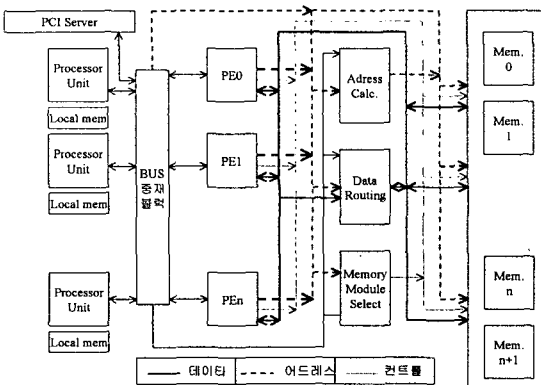 PCI Server
Processor
Unit
Local mem
Processor
Unit
Local mem
Processor
Unit
Local mem
BUS
중재
블럭
PE0
PE1
PEn
Adress
Calc.
Data
Routing
Memory
Module
Select
Mem.
0
Mem.
1
Mem.
n
Mem.
n+1
데이타
어드레스
컨트롤